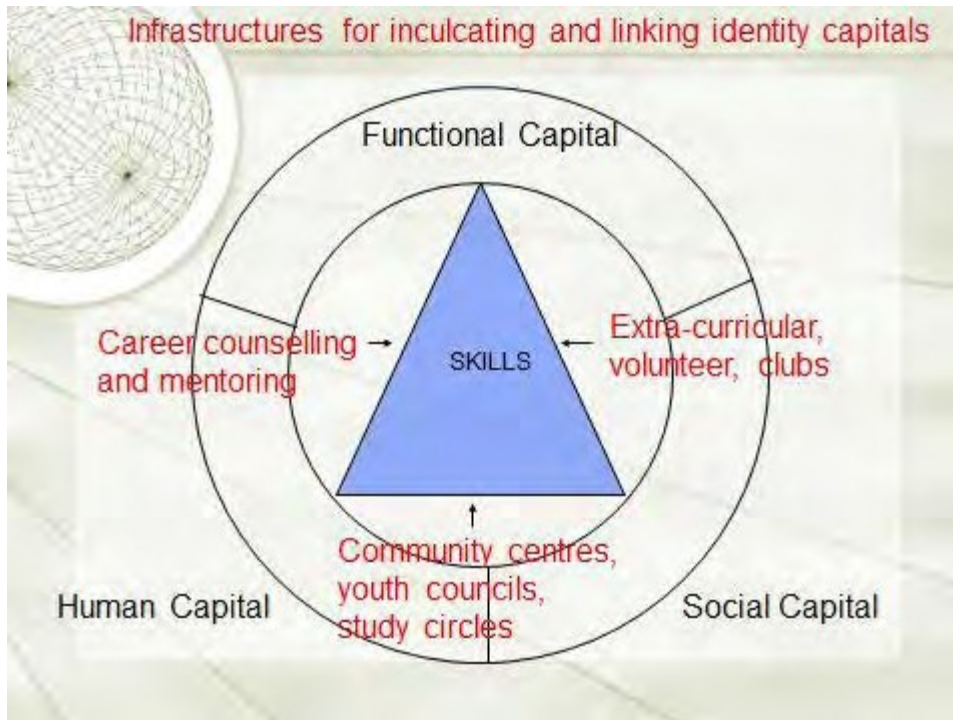 Infrastructures for inculcating and linking identity capitals
Functional Capital
Career counselling
and mentoring
SKILLS
Extra-curricular,
volunteer, clubs
Community centres,
youth councils,
study circles
Human Capital
Social Capital